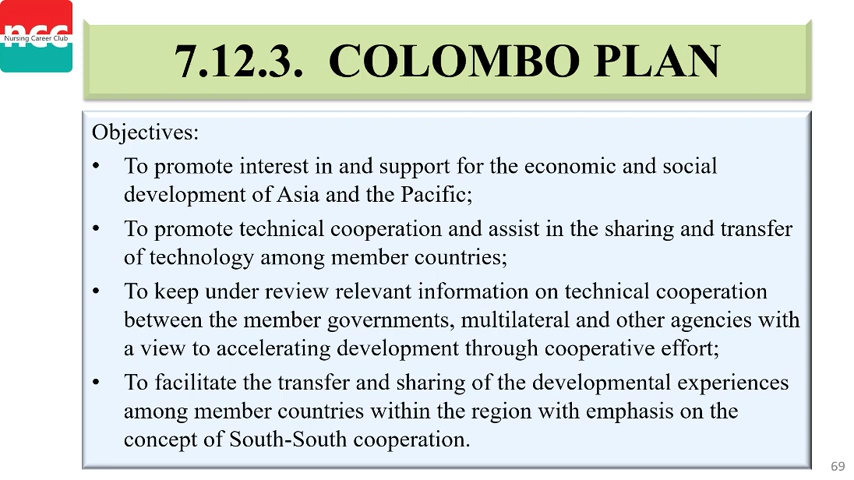 ncc
Nursing Career Club
7.12.3. COLOMBO PLAN
Objectives:
• To promote interest in and support for the economic and social
development of Asia and the Pacific;
• To promote technical cooperation and assist in the sharing and transfer
of technology among member countries;
• To keep under review relevant information on technical cooperation
between the member governments, multilateral and other agencies with
a view to accelerating development through cooperative effort;
• To facilitate the transfer and sharing of the developmental experiences
among member countries within the region with emphasis on the
concept of South-South cooperation.
69